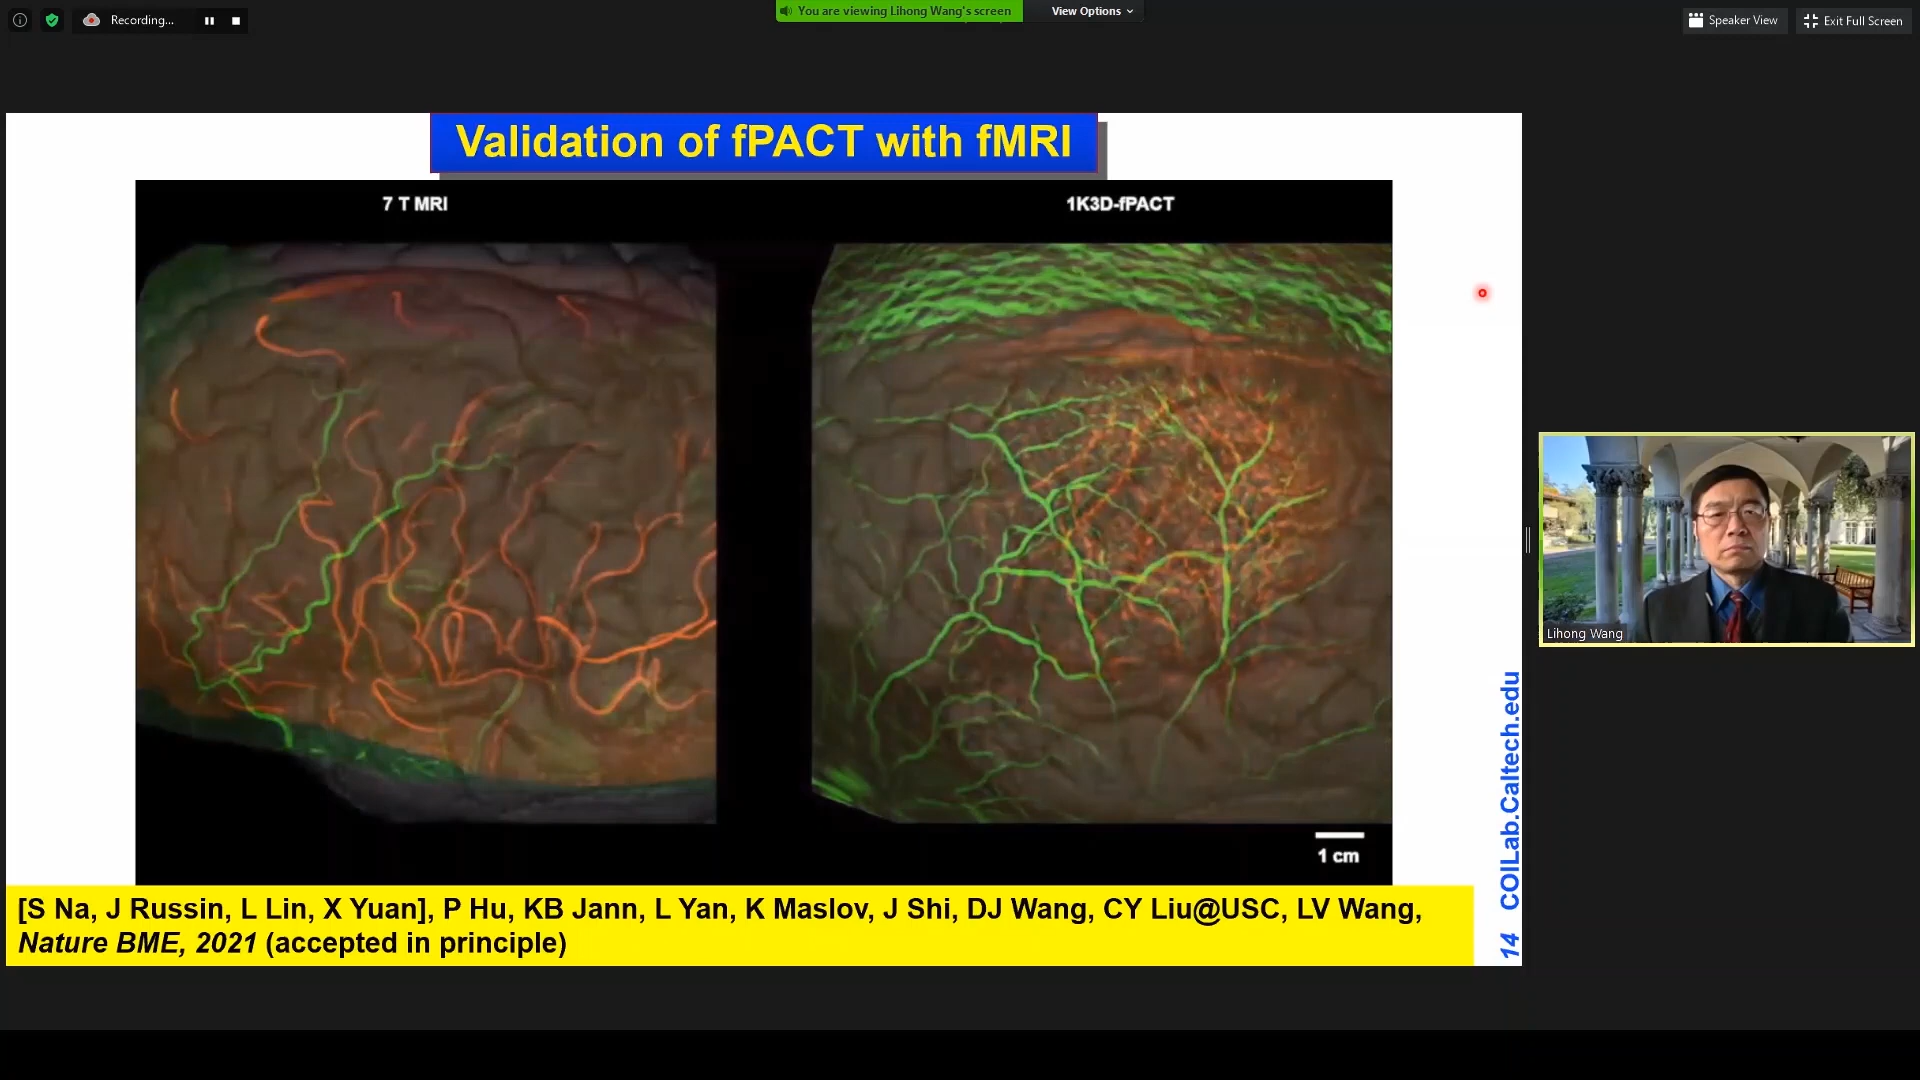 Recording...
You are viewing Lihong Wang's screen
View Options
Speaker View
Exit Full Screen
Validation of fPACT with fMRI
7 T MRI
1K3D-fPACT
1 cm
Lihong Wang
[S Na, J Russin, L Lin, X Yuan], P Hu, KB Jann, L Yan, K Maslov, J Shi, DJ Wang, CY Liu@USC, LV Wang,
Nature BME, 2021 (accepted in principle)
14 COILab.Caltech.edu